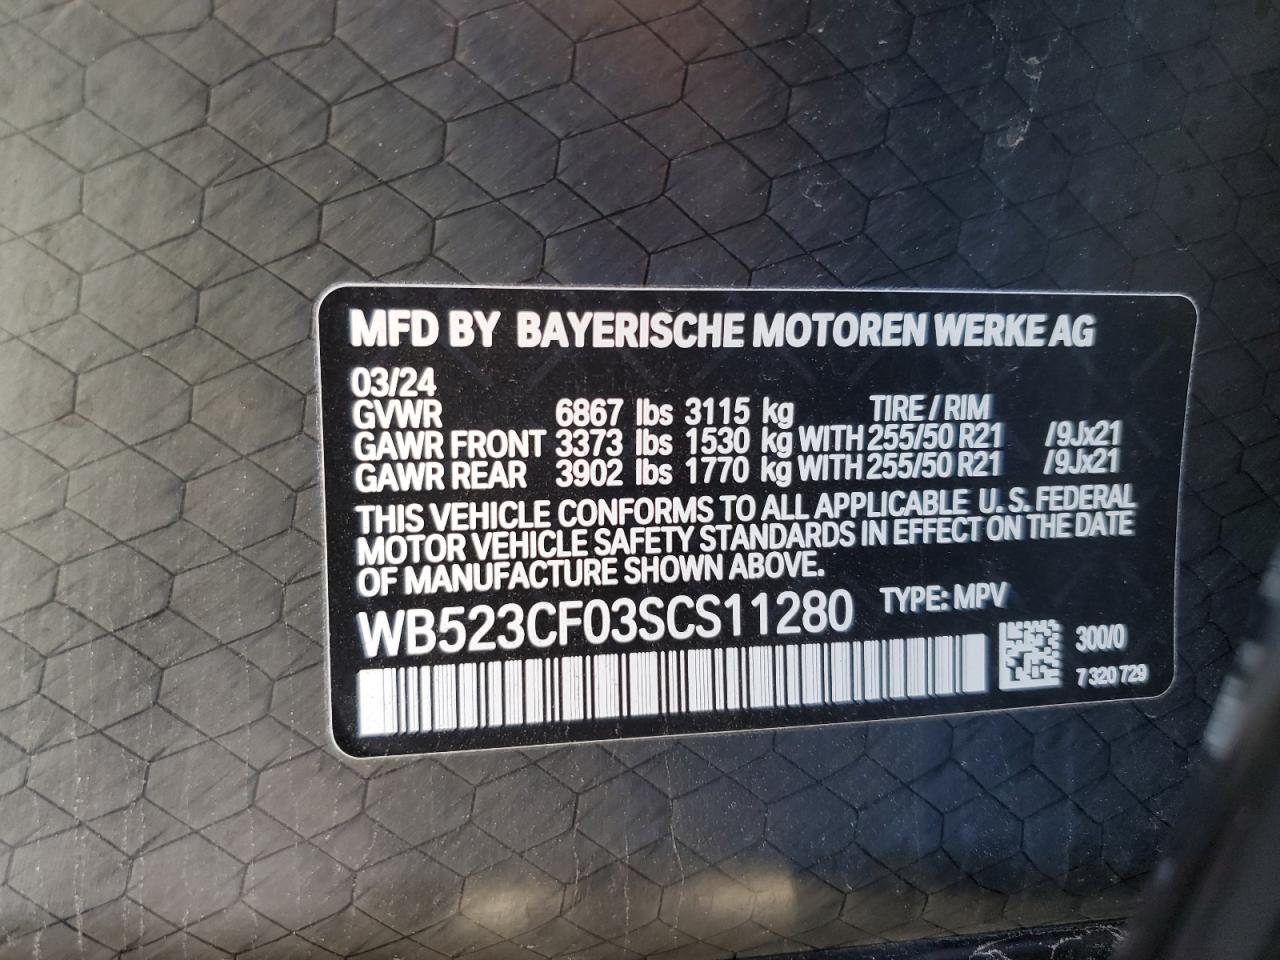 MFD BY BAYERISCHE MOTOREN WERKE AG
03/24
GVWR 6867 lbs 3115 kg TIRE / RIM
GAWR FRONT 3373 lbs 1530 kg WITH 255/50 R21 /9Jx21
GAWR REAR 3902 lbs 1770 kg WITH 255/50 R21 /9Jx21
THIS VEHICLE CONFORMS TO ALL APPLICABLE U.S. FEDERAL
MOTOR VEHICLE SAFETY STANDARDS IN EFFECT ON THE DATE
OF MANUFACTURE SHOWN ABOVE.
WB523CF03SCS11280 TYPE: MPV
300/0
7 320 729